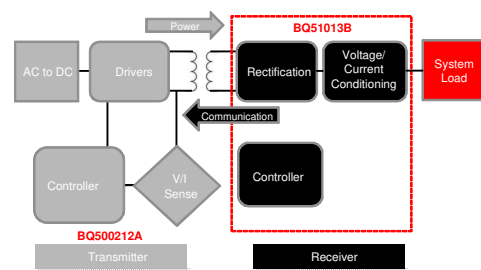 Power
BQ51013B
AC to DC
Drivers
Rectification
Voltage/
Current
Conditioning
System
Load
Communication
Controller
V/I
Sense
Controller
BQ500212A
Transmitter
Receiver